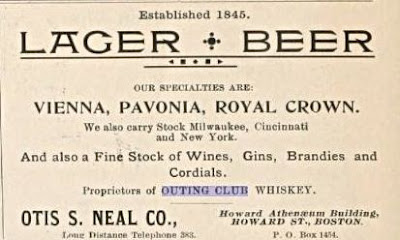 Established 1845.
LAGER BEER
OUR SPECIALTIES ARE:
VIENNA, PAVONIA, ROYAL CROWN.
We also carry Stock Milwaukee, Cincinnati
and New York.
And also a Fine Stock of Wines, Gins, Brandies and
Cordials.
Proprietors of OUTING CLUB WHISKEY.
OTIS S. NEAL CO.,
Long Distance Telephone 383.
Howard Athenæum Building,
HOWARD ST., BOSTON.
P. O. Box 1454.